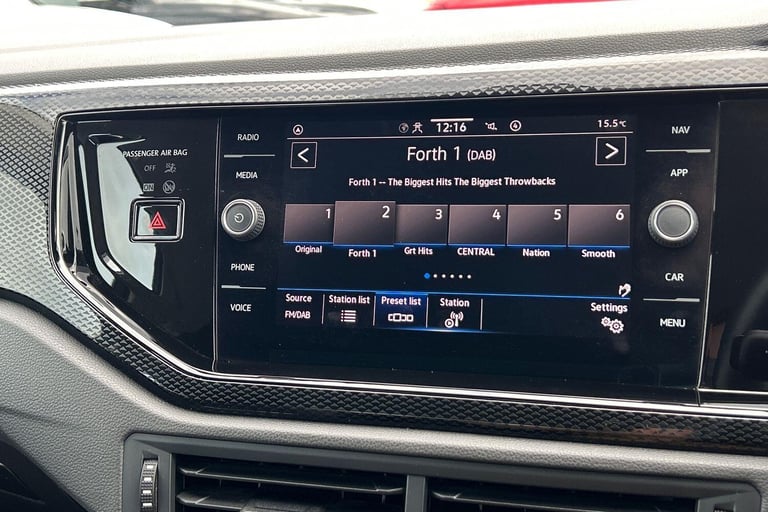 PASSENGER AIR BAG
OFF
ON
RADIO
MEDIA
PHONE
VOICE
12:16
4
15.5°C
Forth 1 (DAB)
Forth 1 -- The Biggest Hits The Biggest Throwbacks
1 2 3 4 5 6
Original Forth 1 Grt Hits CENTRAL Nation Smooth
Source Station list Preset list Station Settings
FM/DAB
NAV
APP
CAR
MENU